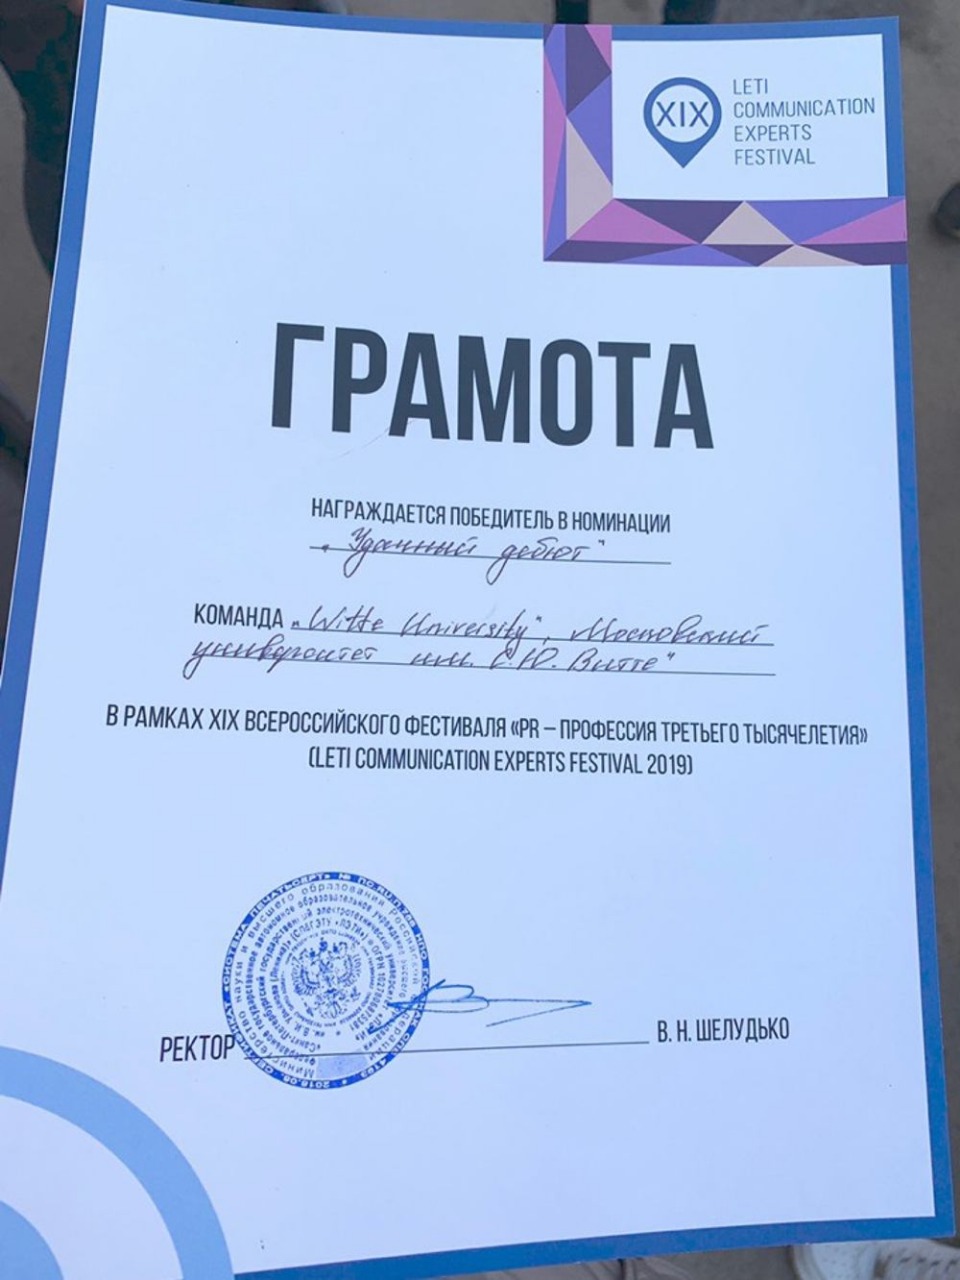 XIX
LETI
COMMUNICATION
EXPERTS
FESTIVAL
ГРАМОТА
НАГРАЖДАЕТСЯ ПОБЕДИТЕЛЬ В НОМИНАЦИИ
„Удачный дебют"
КОМАНДА „Witte University", Московский
университет им. С.Ю. Витте"
В РАМКАХ XIX ВСЕРОССИЙСКОГО ФЕСТИВАЛЯ «PR – ПРОФЕССИЯ ТРЕТЬЕГО ТЫСЯЧЕЛЕТИЯ»
(LETI COMMUNICATION EXPERTS FESTIVAL 2019)
РЕКТОР
В. Н. ШЕЛУДЬКО